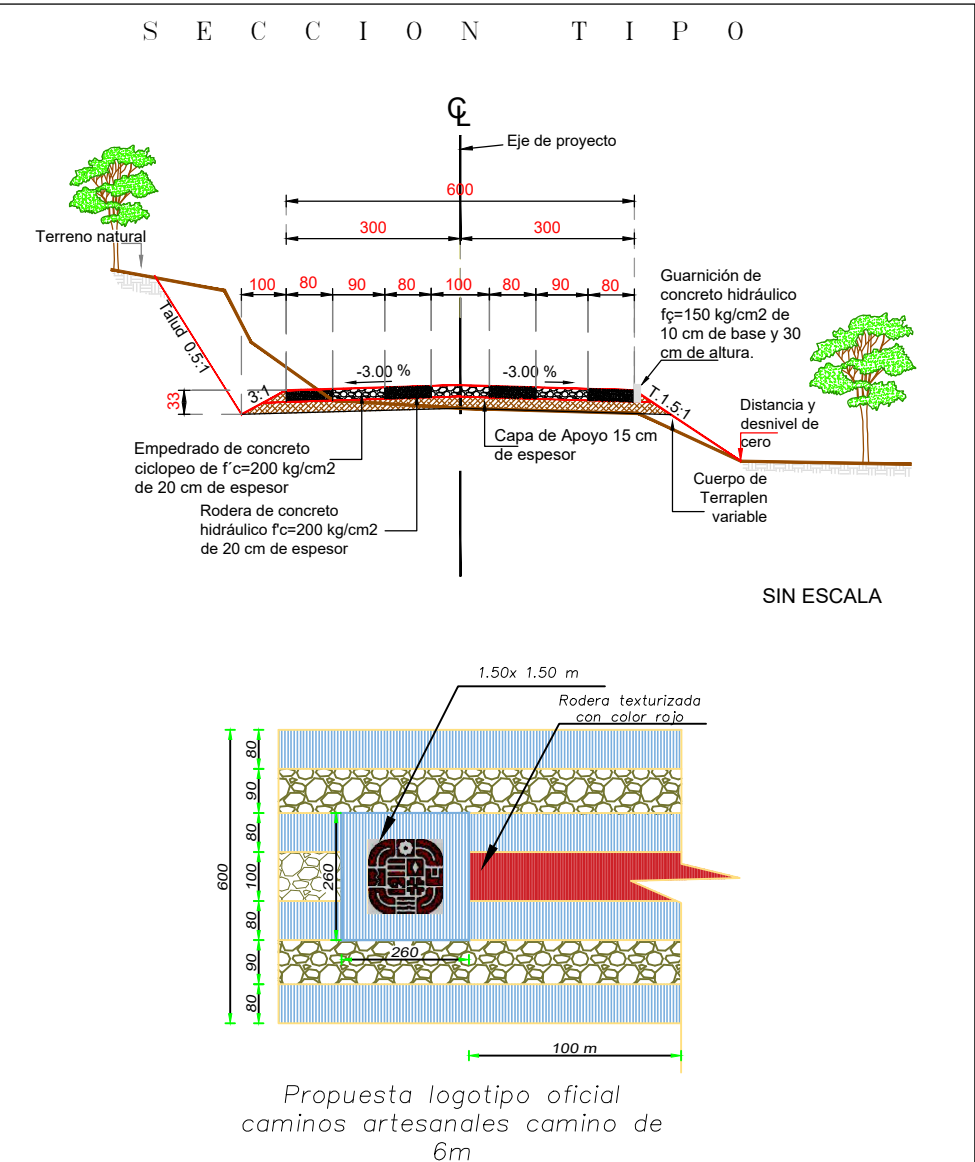 S E C C I O N T I P O
℄
Eje de proyecto
600
300 300
Terreno natural
100 80 90 80 100 80 90 80
Guarnición de
concreto hidráulico
fç=150 kg/cm2 de
10 cm de base y 30
cm de altura.
Talud 0.5:1
-3.00 % -3.00 %
33
3:1
T.1.5:1
Distancia y
desnivel de
cero
Empedrado de concreto
ciclopeo de f´c=200 kg/cm2
de 20 cm de espesor
Capa de Apoyo 15 cm
de espesor
Cuerpo de
Terraplen
variable
Rodera de concreto
hidráulico f'c=200 kg/cm2
de 20 cm de espesor
SIN ESCALA
1.50x 1.50 m
Rodera texturizada
con color rojo
600
80
90
80
100
80
90
80
260
260
100 m
Propuesta logotipo oficial
caminos artesanales camino de
6m